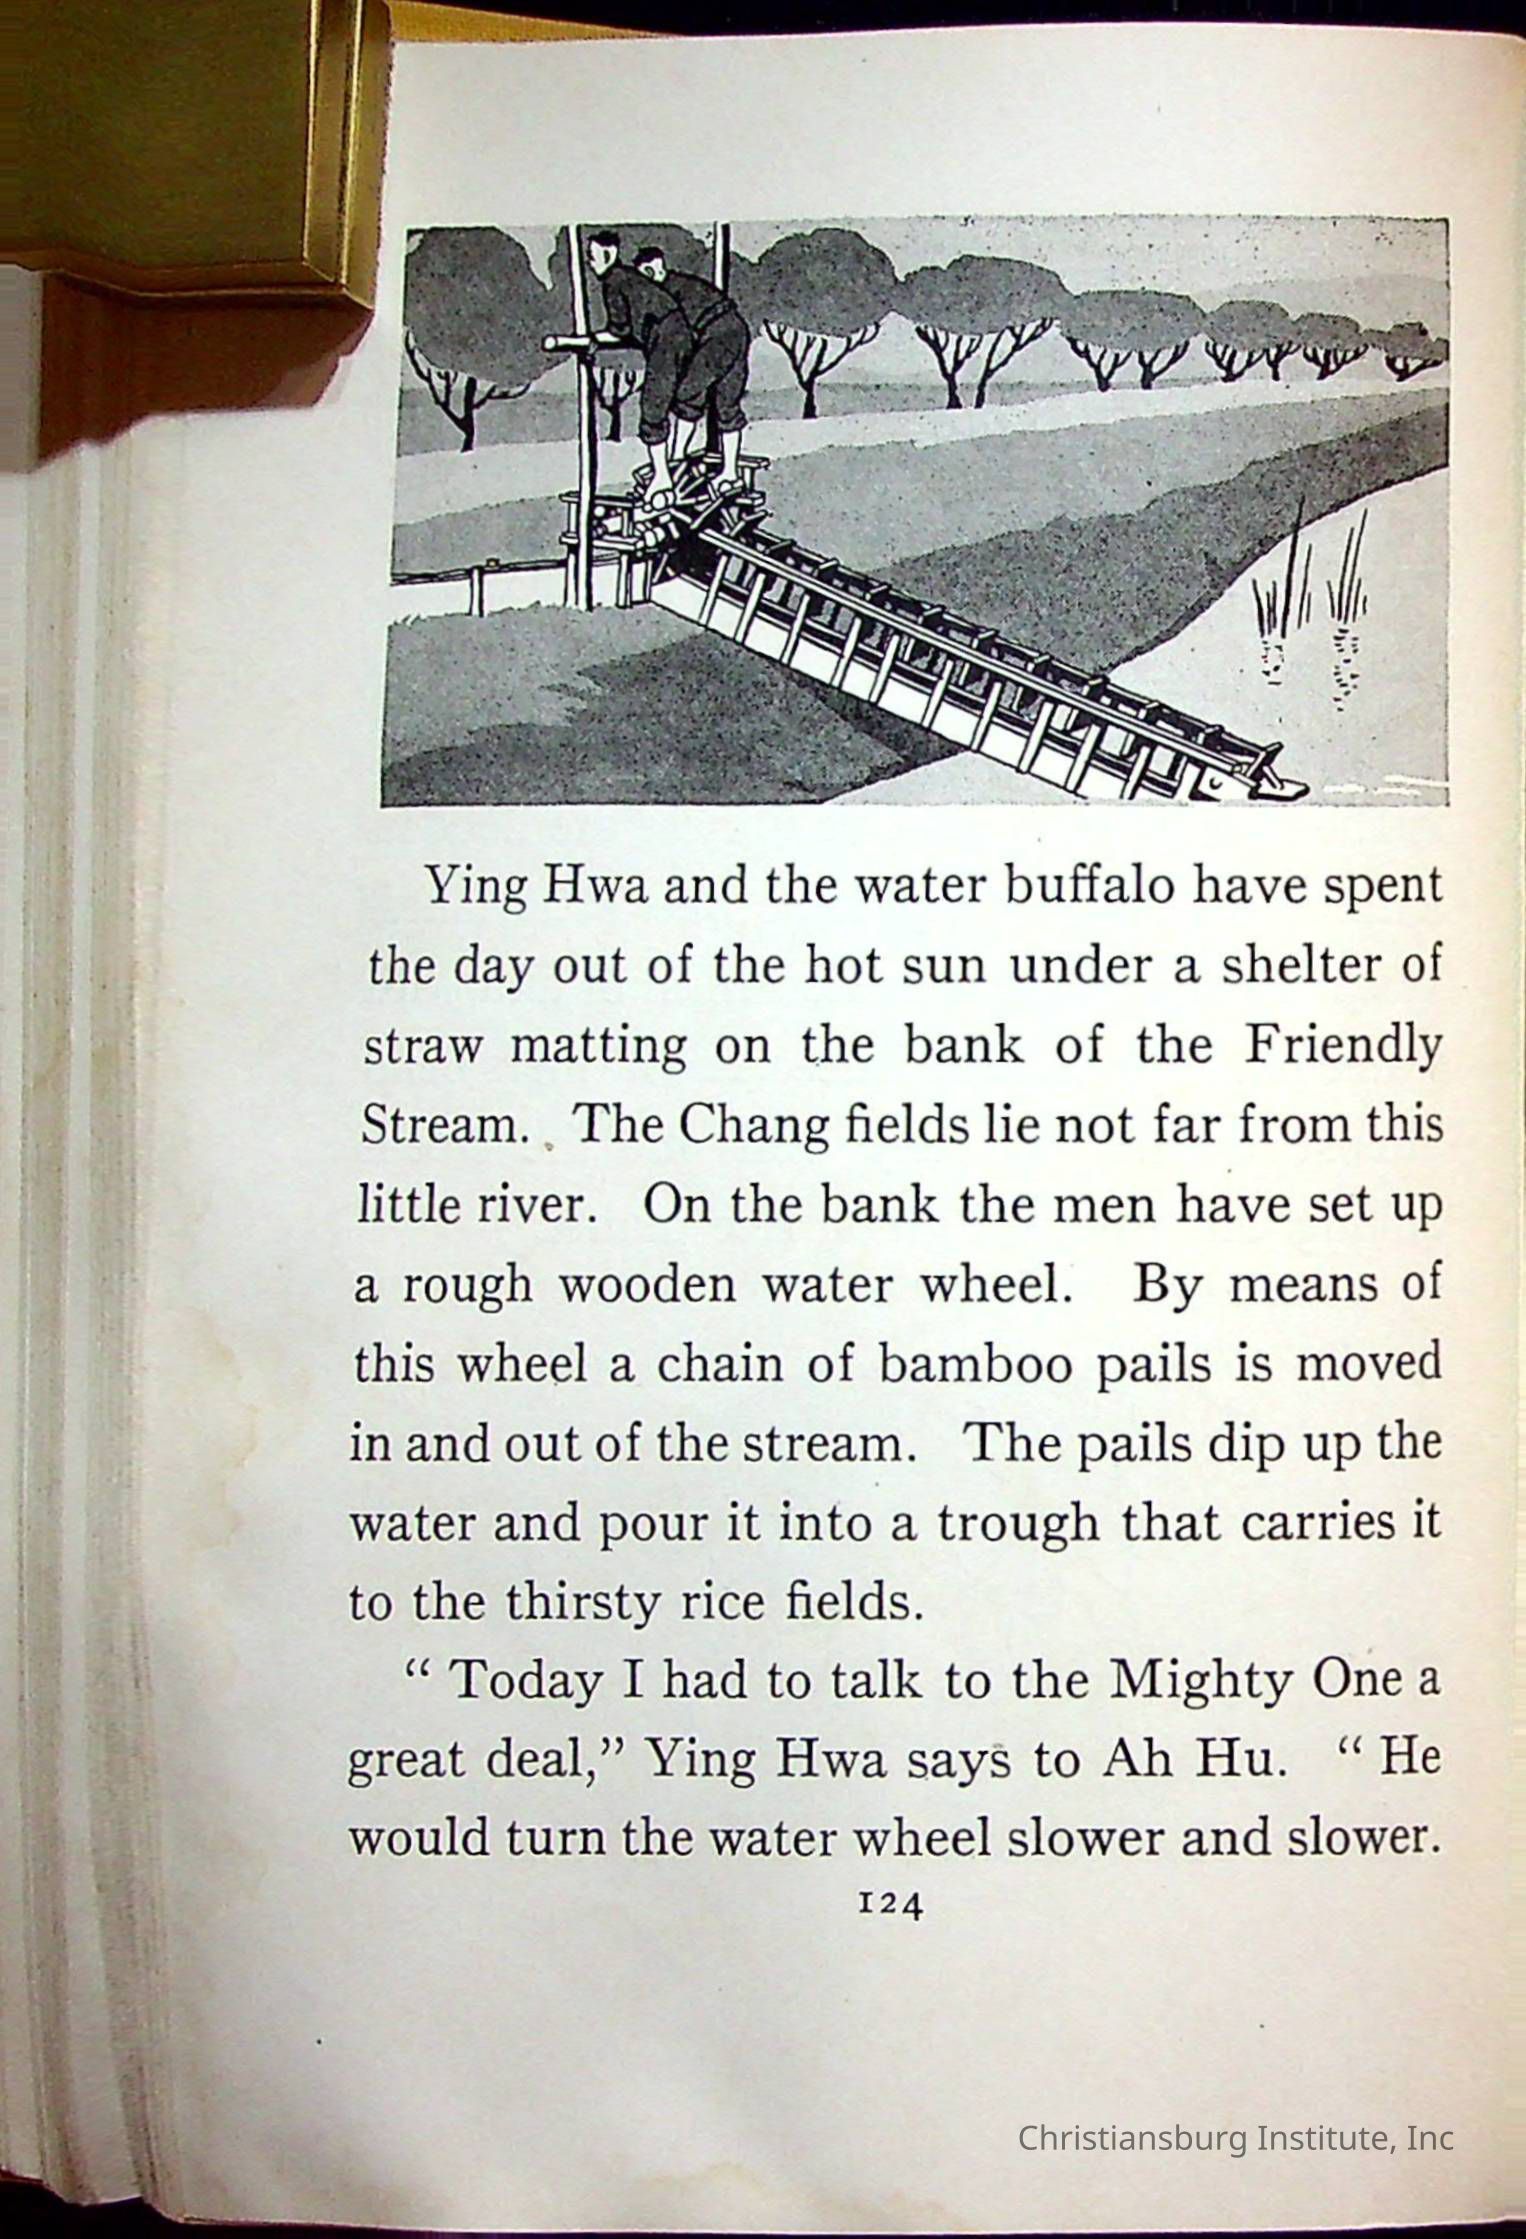 Ying Hwa and the water buffalo have spent
the day out of the hot sun under a shelter of
straw matting on the bank of the Friendly
Stream. The Chang fields lie not far from this
little river. On the bank the men have set up
a rough wooden water wheel. By means of
this wheel a chain of bamboo pails is moved
in and out of the stream. The pails dip up the
water and pour it into a trough that carries it
to the thirsty rice fields.
“ Today I had to talk to the Mighty One a
great deal,” Ying Hwa says to Ah Hu. “ He
would turn the water wheel slower and slower.
124
Christiansburg Institute, Inc